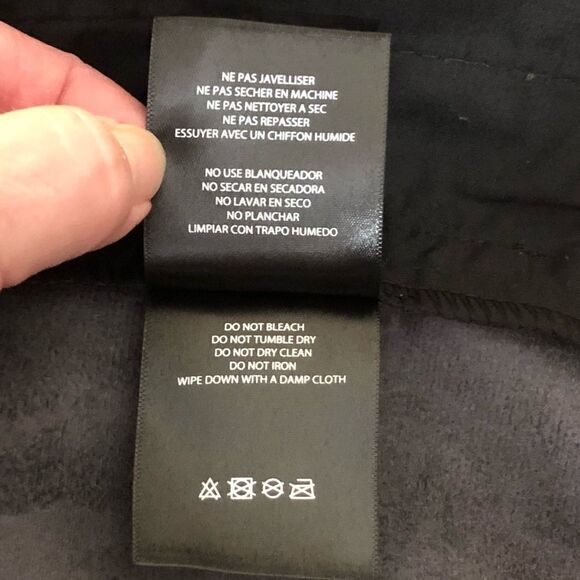 NE PAS JAVELLISER
NE PAS SECHER EN MACHINE
NE PAS NETTOYER A SEC
NE PAS REPASSER
ESSUYER AVEC UN CHIFFON HUMIDE
NO USE BLANQUEADOR
NO SECAR EN SECADORA
NO LAVAR EN SECO
NO PLANCHAR
LIMPIAR CON TRAPO HUMEDO
DO NOT BLEACH
DO NOT TUMBLE DRY
DO NOT DRY CLEAN
DO NOT IRON
WIPE DOWN WITH A DAMP CLOTH